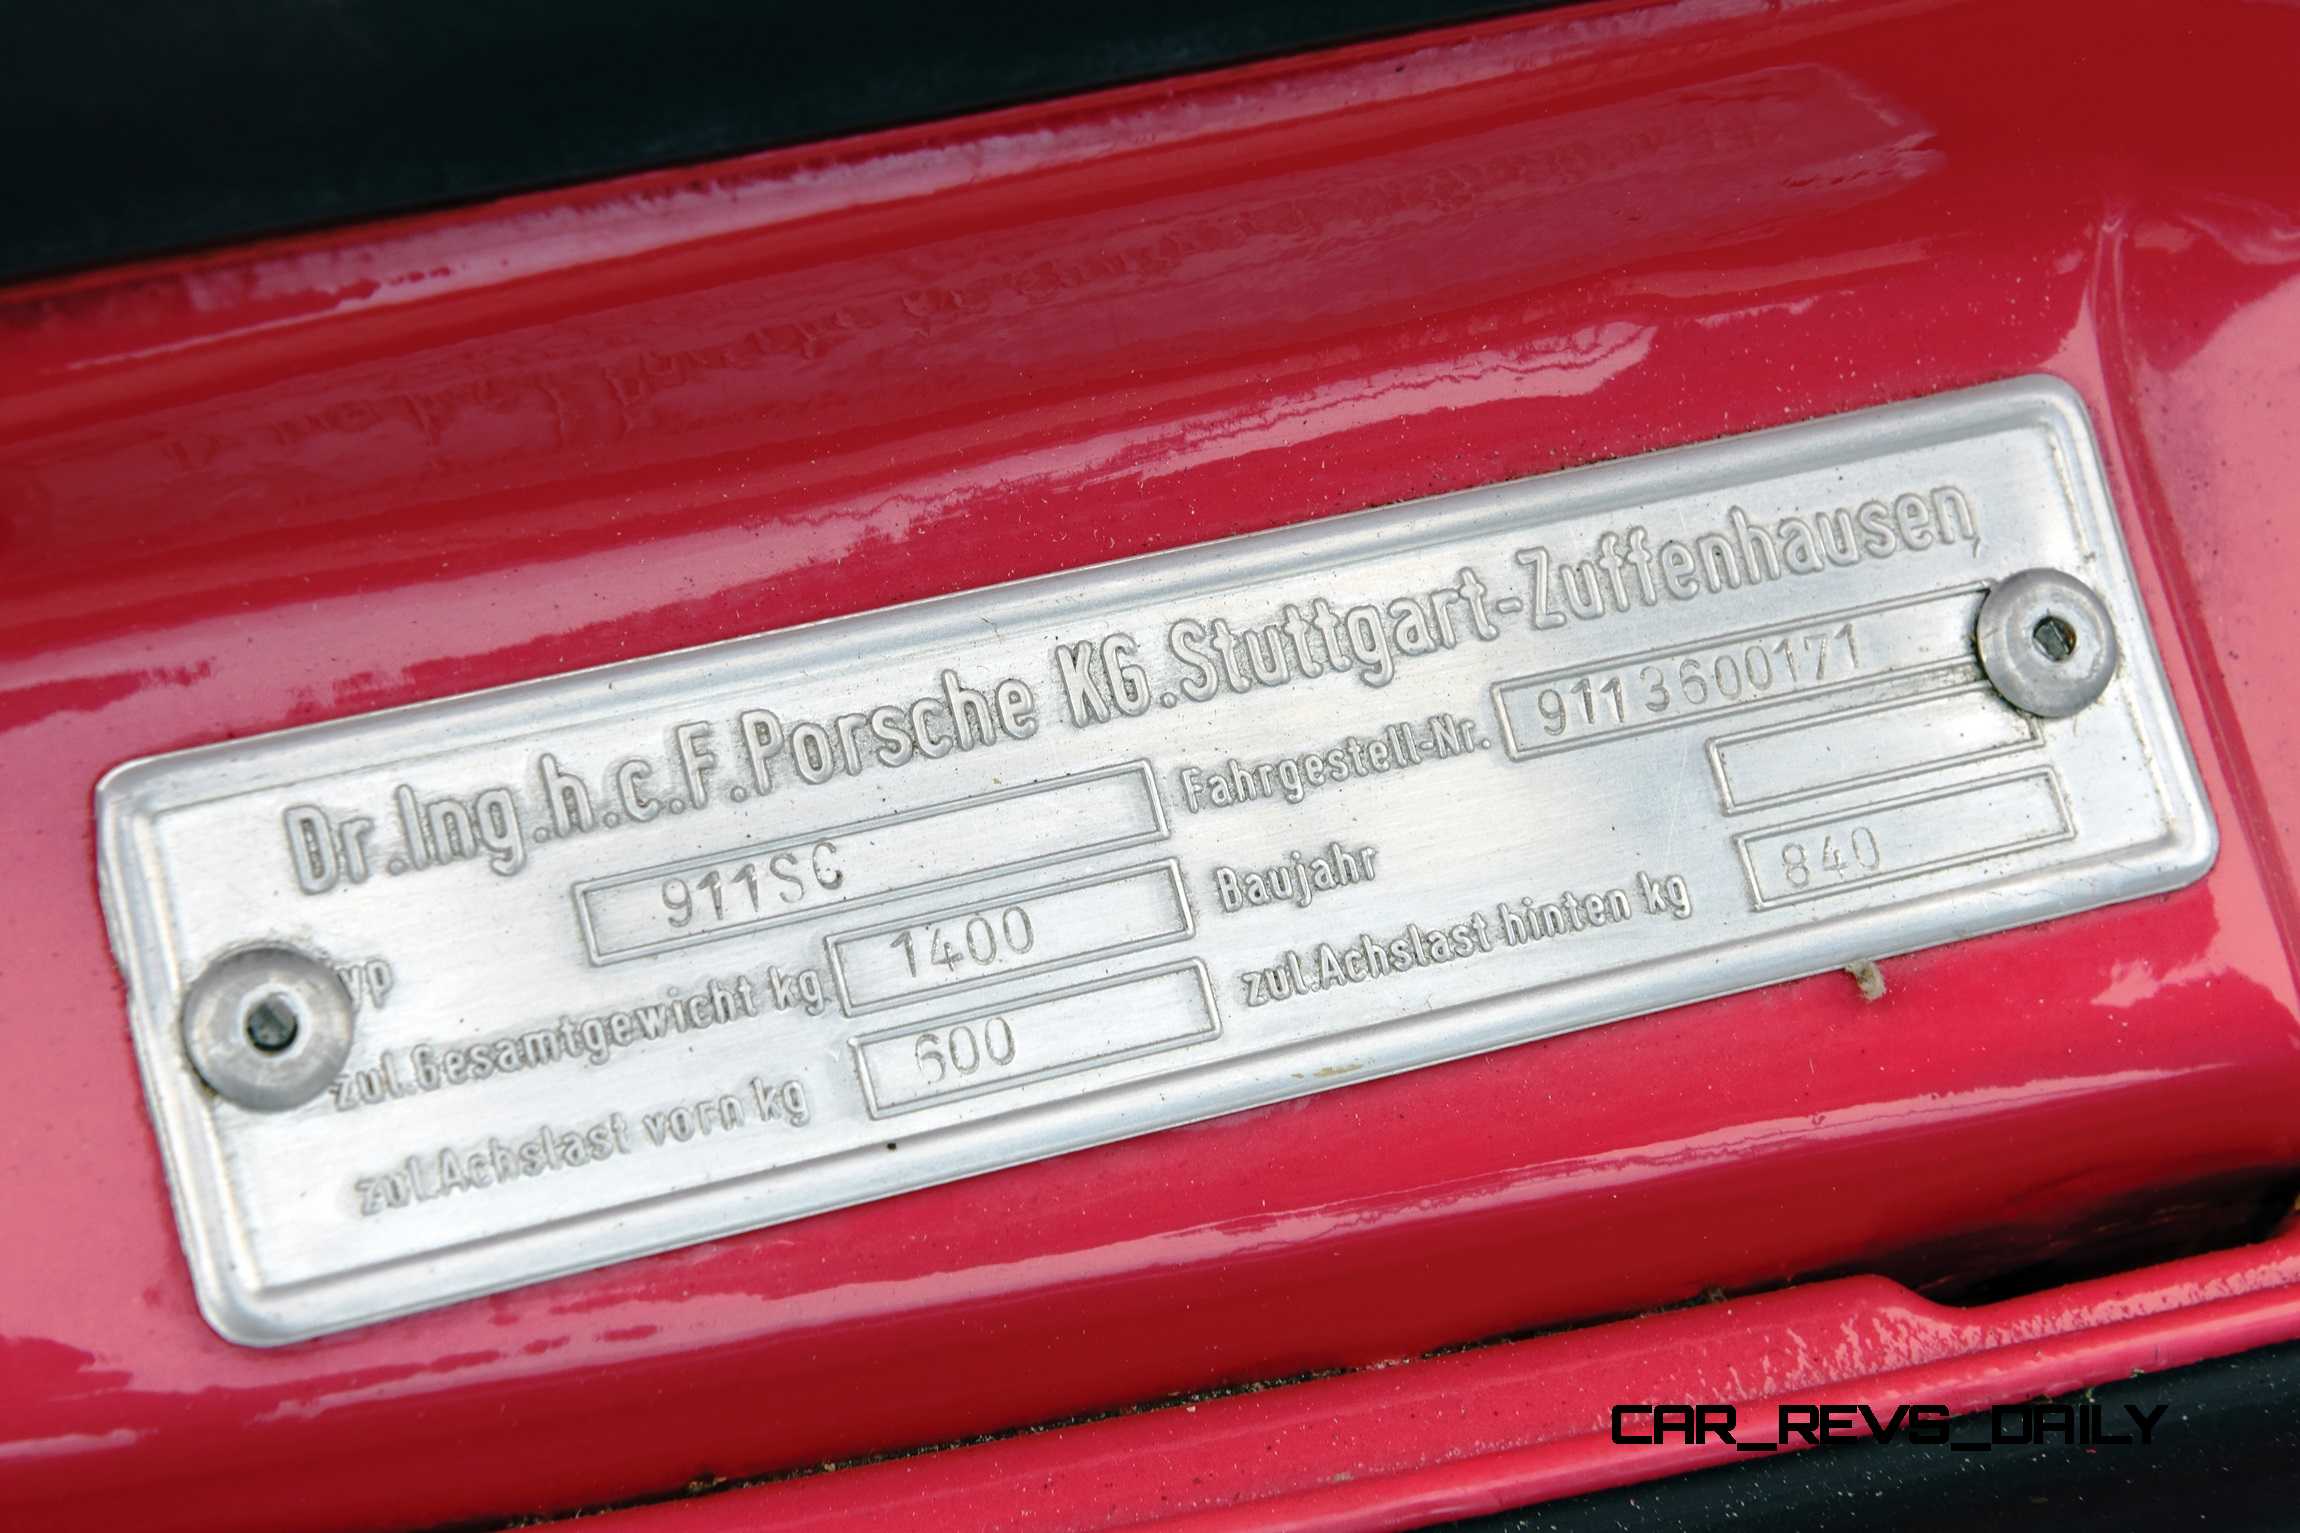 Dr.Ing.h.c.F.Porsche KG.Stuttgart-Zuffenhausen
yp 911SC Fahrgestell-Nr. 9113600171
zul.Gesamtgewicht kg 1400 Baujahr
zul.Achslast vorn kg 600 zul.Achslast hinten kg 840
CAR_REVS_DAILY